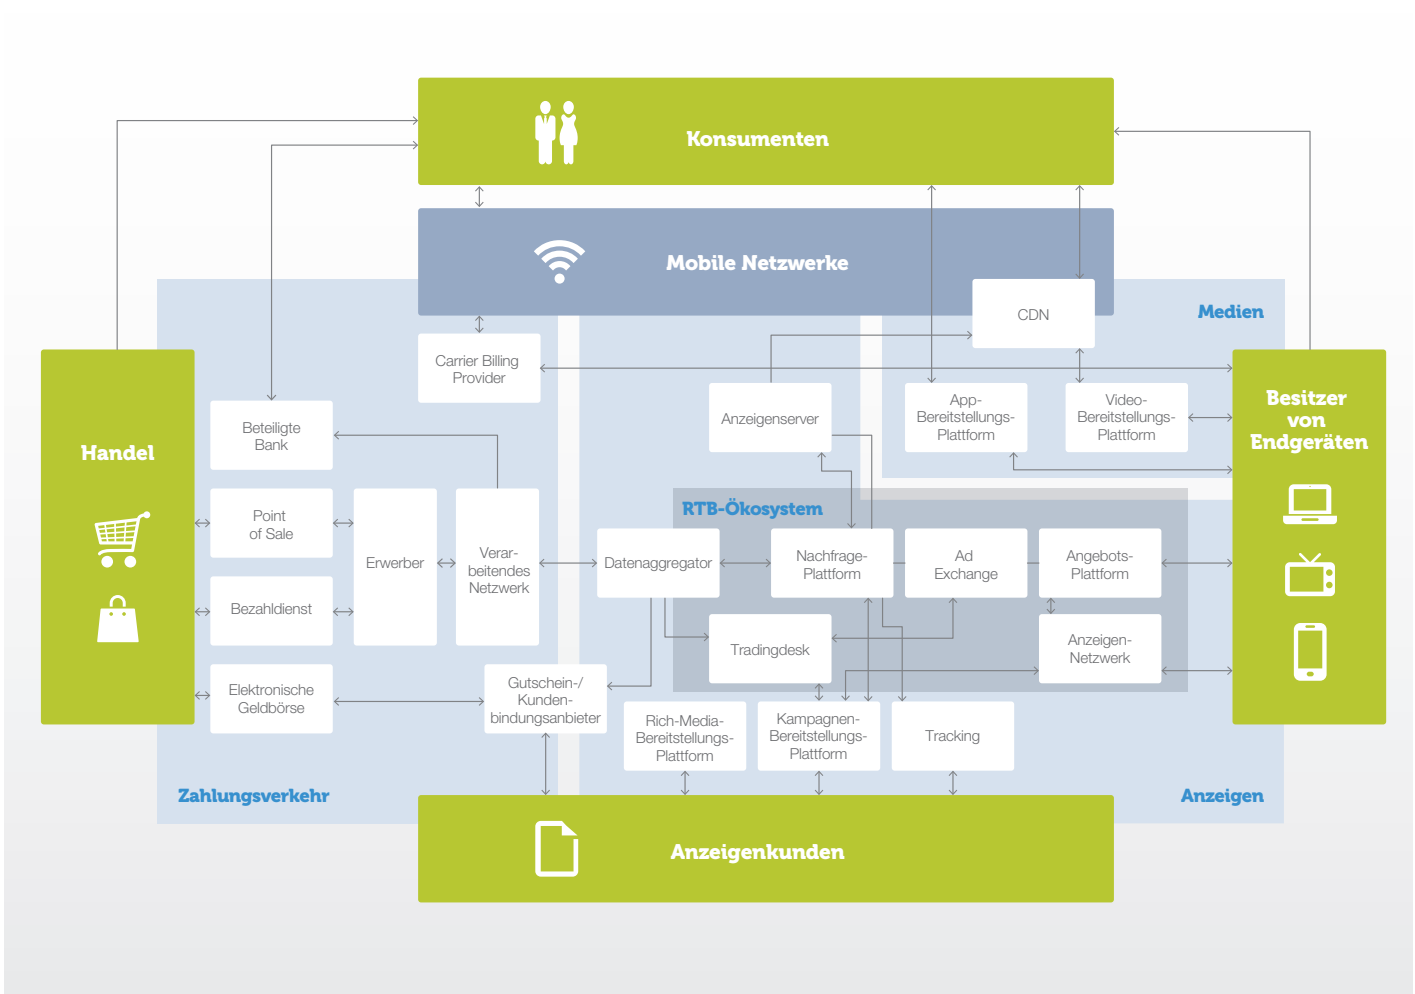 Konsumenten
Mobile Netzwerke
Medien
CDN
Carrier Billing
Provider
Handel
Beteiligte
Bank
Anzeigenserver
App-
Bereitstellungs-
Plattform
Video-
Bereitstellungs-
Plattform
Besitzer
von
Endgeräten
RTB-Ökosystem
Point
of Sale
Erwerber
Verar-
beitendes
Netzwerk
Datenaggregator
Nachfrage-
Plattform
Ad
Exchange
Angebots-
Plattform
Bezahldienst
Tradingdesk
Anzeigen-
Netzwerk
Elektronische
Geldbörse
Gutschein-/
Kunden-
bindungsanbieter
Rich-Media-
Bereitstellungs-
Plattform
Kampagnen-
Bereitstellungs-
Plattform
Tracking
Zahlungsverkehr
Anzeigen
Anzeigenkunden